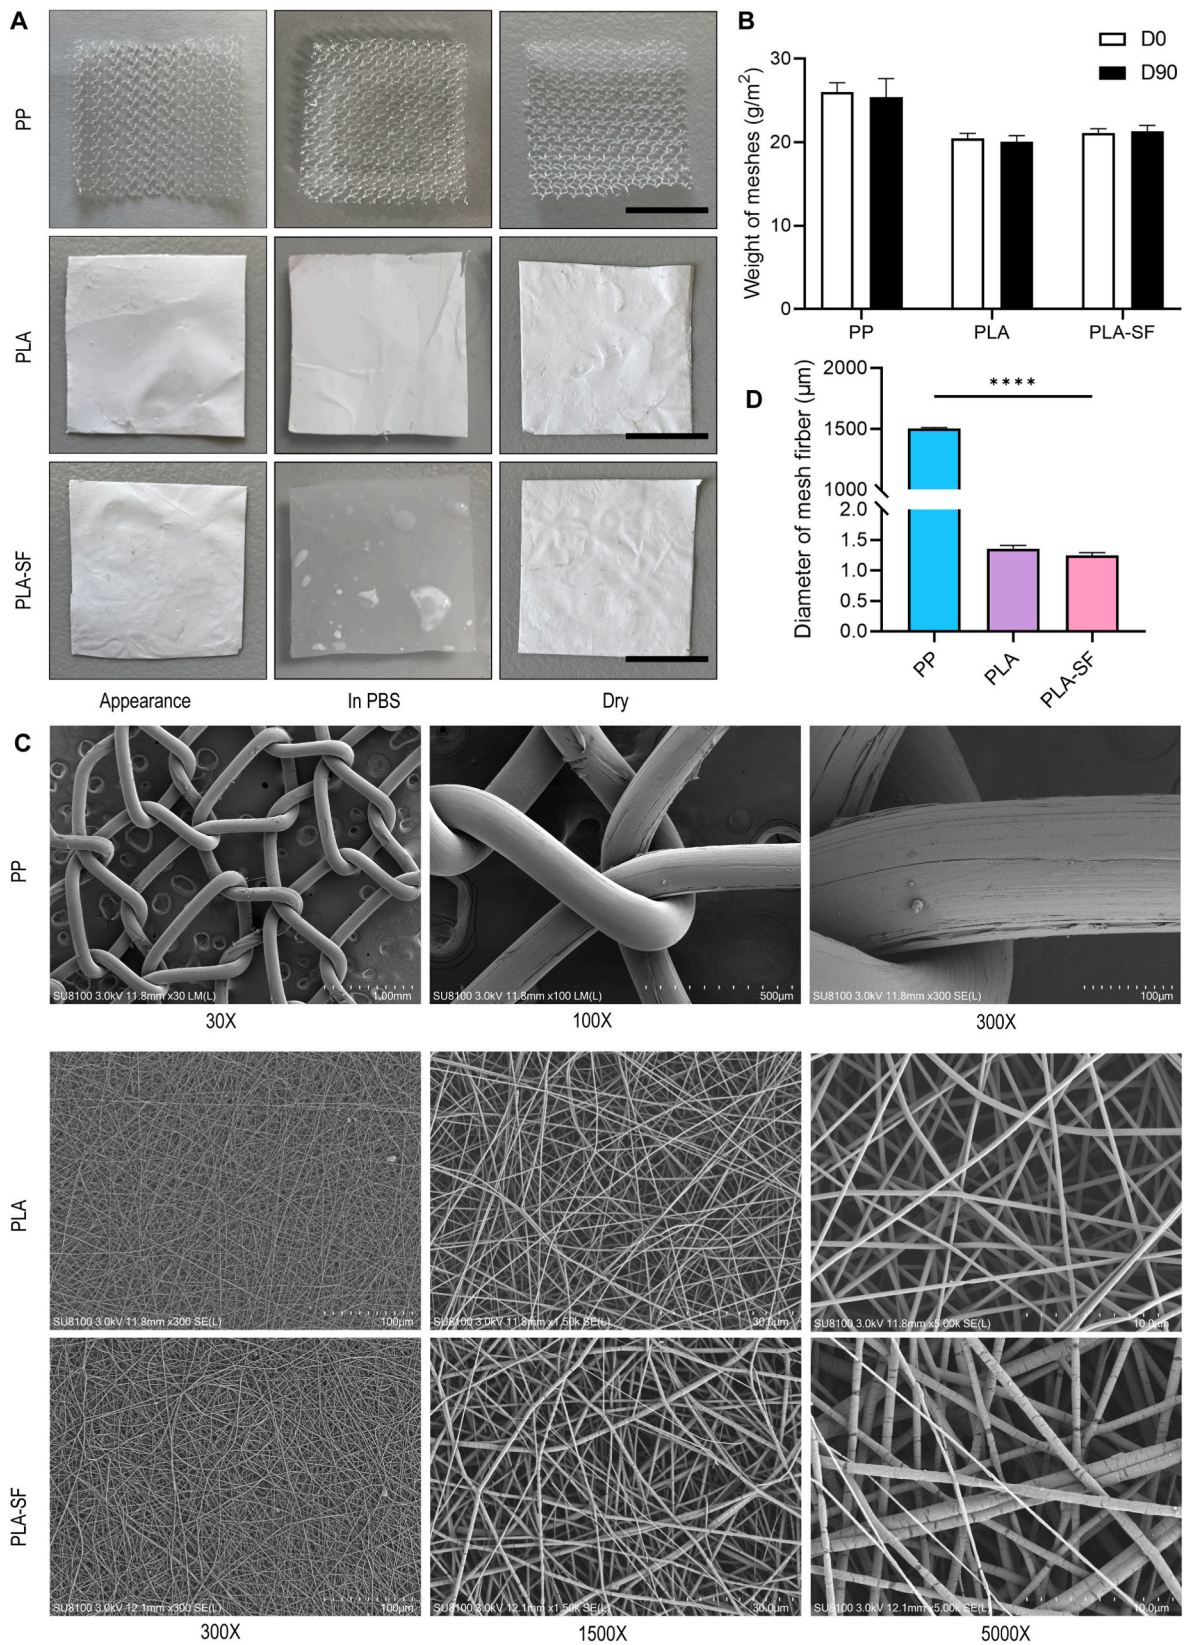 A
PP
PLA
PLA-SF
Appearance
In PBS
Dry
B
D0
D90
Weight of meshes (g/m²)
30
20
10
0
PP
PLA
PLA-SF
D
Diameter of mesh firber (µm)
2000
1500
1000
2.0
1.5
1.0
0.5
0.0
****
PP
PLA
PLA-SF
C
PP
SU8100 3.0kV 11.8mm x30 LM(L)
1.00mm
SU8100 3.0kV 11.8mm x100 LM(L)
500µm
SU8100 3.0kV 11.8mm x300 SE(L)
100µm
30X
100X
300X
PLA
SU8100 3.0kV 11.8mm x300 SE(L)
100µm
SU8100 3.0kV 11.8mm x1.50k SE(L)
30.0µm
SU8100 3.0kV 11.8mm x5.00k SE(L)
10.0µm
PLA-SF
SU8100 3.0kV 12.1mm x300 SE(L)
100µm
SU8100 3.0kV 12.1mm x1.50k SE(L)
30.0µm
SU8100 3.0kV 12.1mm x5.00k SE(L)
10.0µm
300X
1500X
5000X